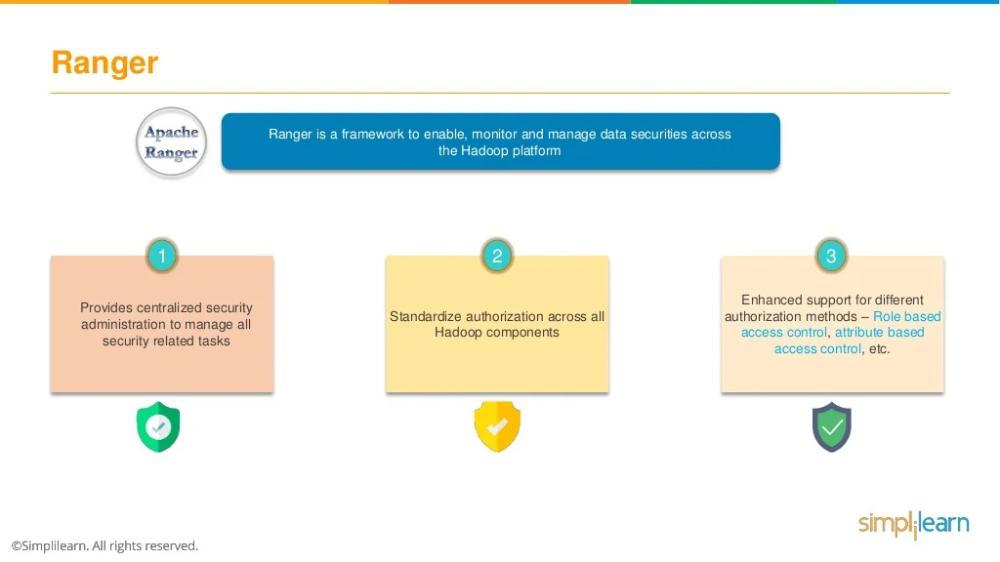 Ranger
Apache
Ranger
Ranger is a framework to enable, monitor and manage data securities across
the Hadoop platform
1
Provides centralized security
administration to manage all
security related tasks
2
Standardize authorization across all
Hadoop components
3
Enhanced support for different
authorization methods – Role based
access control, attribute based
access control, etc.
©Simplilearn. All rights reserved.
simplilearn